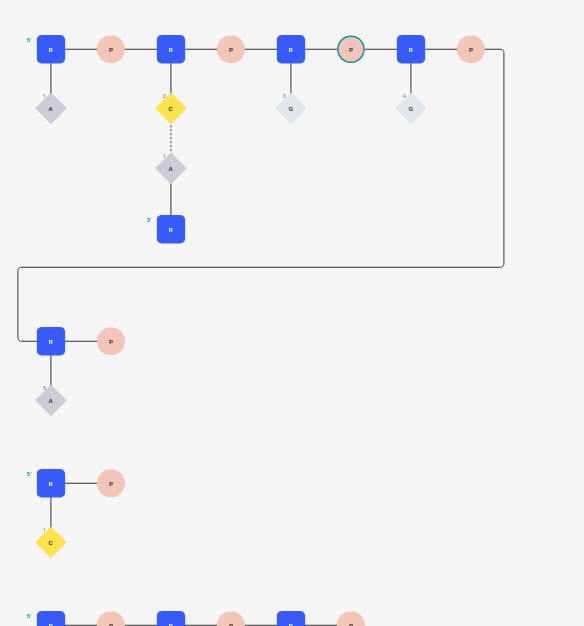 5'
R P R P R P R P
1 2 3 4
A C G G
1
A
3'
R
R P
5
A
5'
R P
1
C
5'
R P R P R P